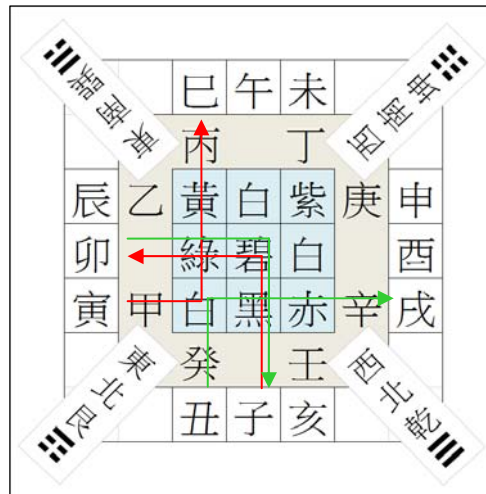 東南巽
巳 午 未
西南坤
丙 丁
辰 乙 黃 白 紫 庚 申
卯 綠 碧 白 酉
寅 甲 白 黑 赤 辛 戌
癸 壬
東北艮
丑 子 亥
西北乾